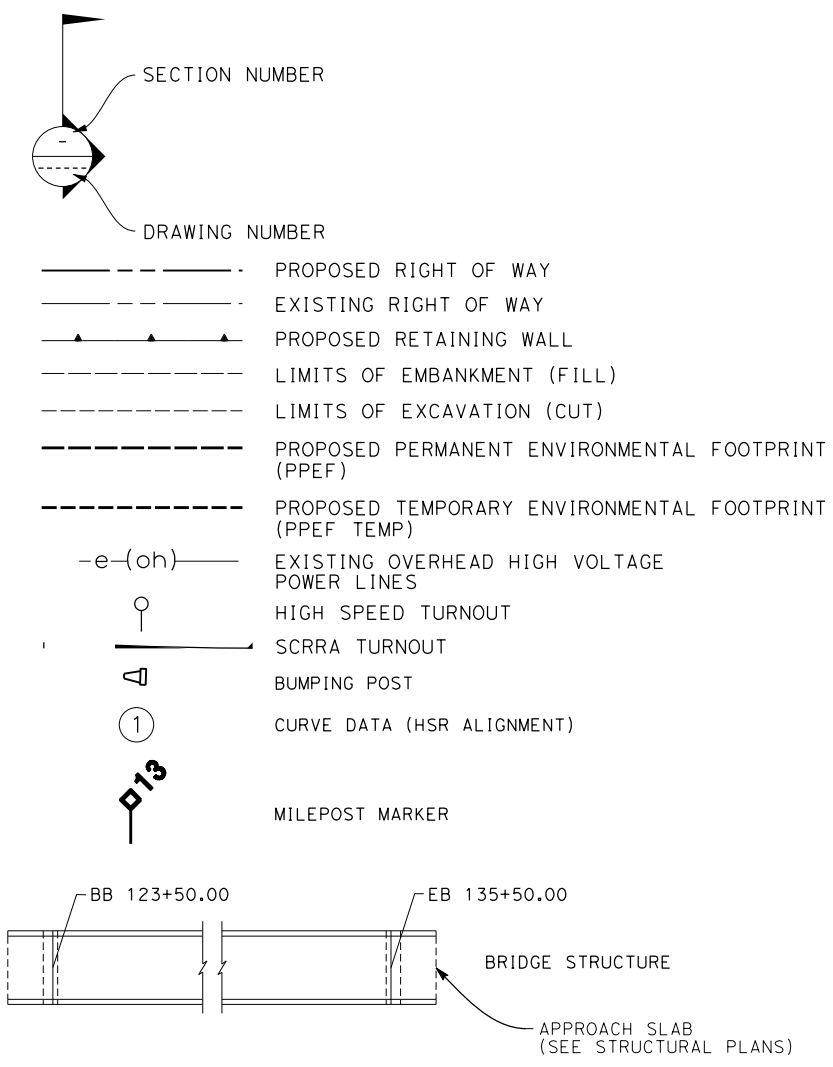 SECTION NUMBER
-
DRAWING NUMBER
PROPOSED RIGHT OF WAY
EXISTING RIGHT OF WAY
PROPOSED RETAINING WALL
LIMITS OF EMBANKMENT (FILL)
LIMITS OF EXCAVATION (CUT)
PROPOSED PERMANENT ENVIRONMENTAL FOOTPRINT
(PPEF)
PROPOSED TEMPORARY ENVIRONMENTAL FOOTPRINT
(PPEF TEMP)
e (oh) EXISTING OVERHEAD HIGH VOLTAGE
POWER LINES
HIGH SPEED TURNOUT
SCRRA TURNOUT
BUMPING POST
1 CURVE DATA (HSR ALIGNMENT)
13
MILEPOST MARKER
BB 123+50.00 EB 135+50.00
BRIDGE STRUCTURE
APPROACH SLAB
(SEE STRUCTURAL PLANS)